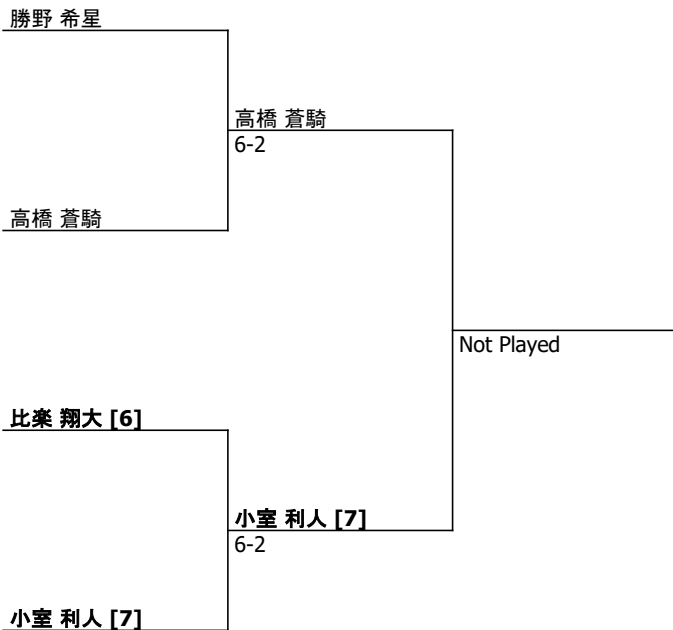 勝野 希星
高橋 蒼騎
6-2
高橋 蒼騎
Not Played
比楽 翔大 [6]
小室 利人 [7]
6-2
小室 利人 [7]